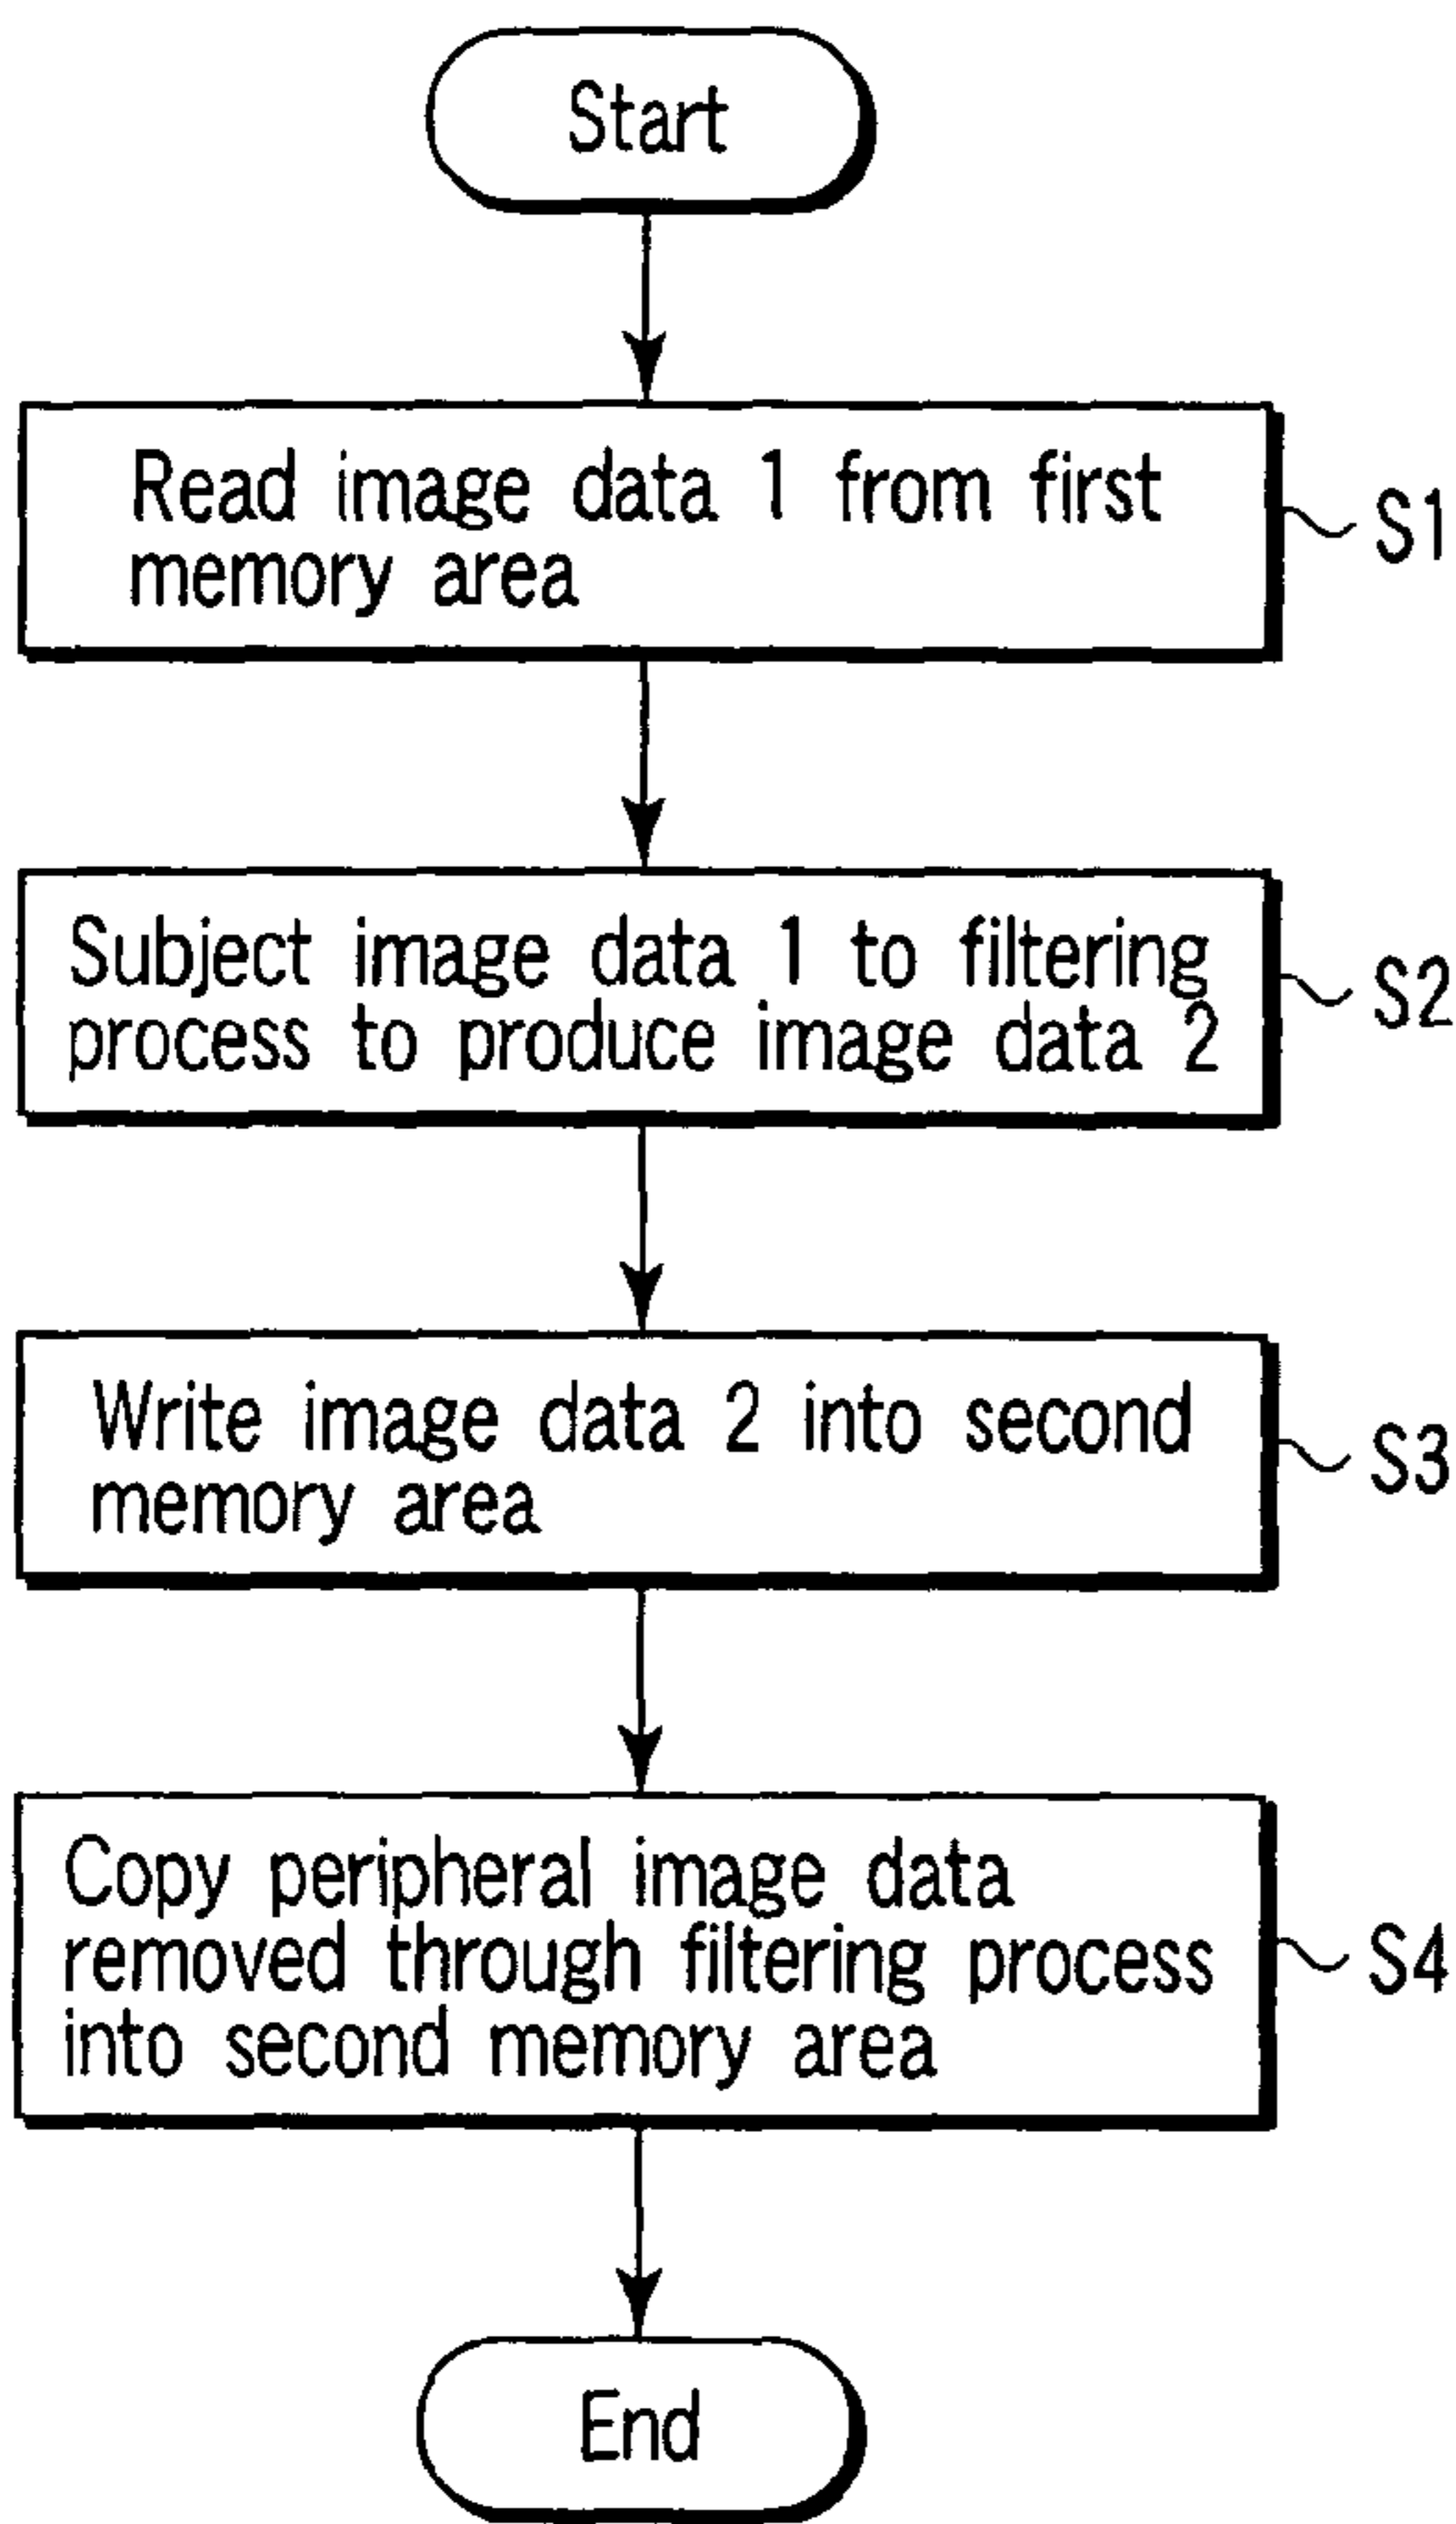 Start
Read image data 1 from first
memory area
S1
Subject image data 1 to filtering
process to produce image data 2
S2
Write image data 2 into second
memory area
S3
Copy peripheral image data
removed through filtering process
into second memory area
S4
End